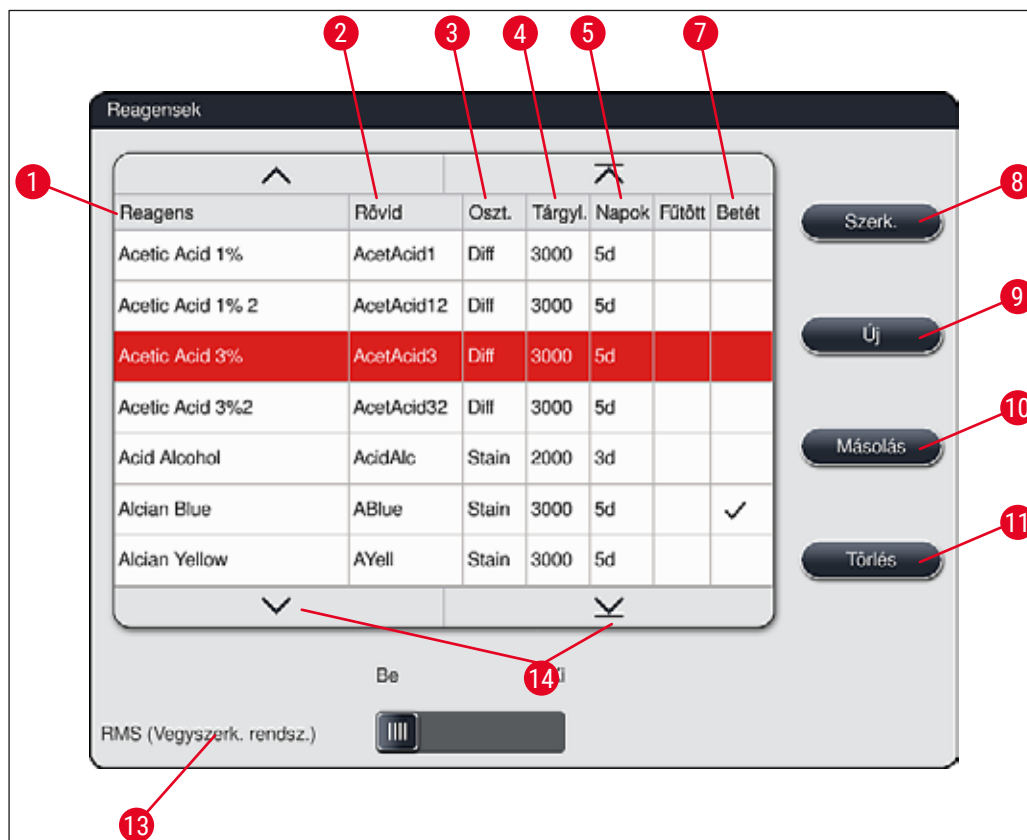 2 3 4 5 7
Reagensek
1
Reagens Rövid Oszt. Tárgyl. Napok Fűtött Betét
8
Szerk.
Acetic Acid 1% AcetAcid1 Diff 3000 5d
Acetic Acid 1% 2 AcetAcid12 Diff 3000 5d
9
Új
Acetic Acid 3% AcetAcid3 Diff 3000 5d
Acetic Acid 3%2 AcetAcid32 Diff 3000 5d
10
Másolás
Acid Alcohol AcidAlc Stain 2000 3d
Alcian Blue ABlue Stain 3000 5d ✓
11
Törlés
Alcian Yellow AYell Stain 3000 5d
Be
14
RMS (Vegyszerk. rendsz.)
13